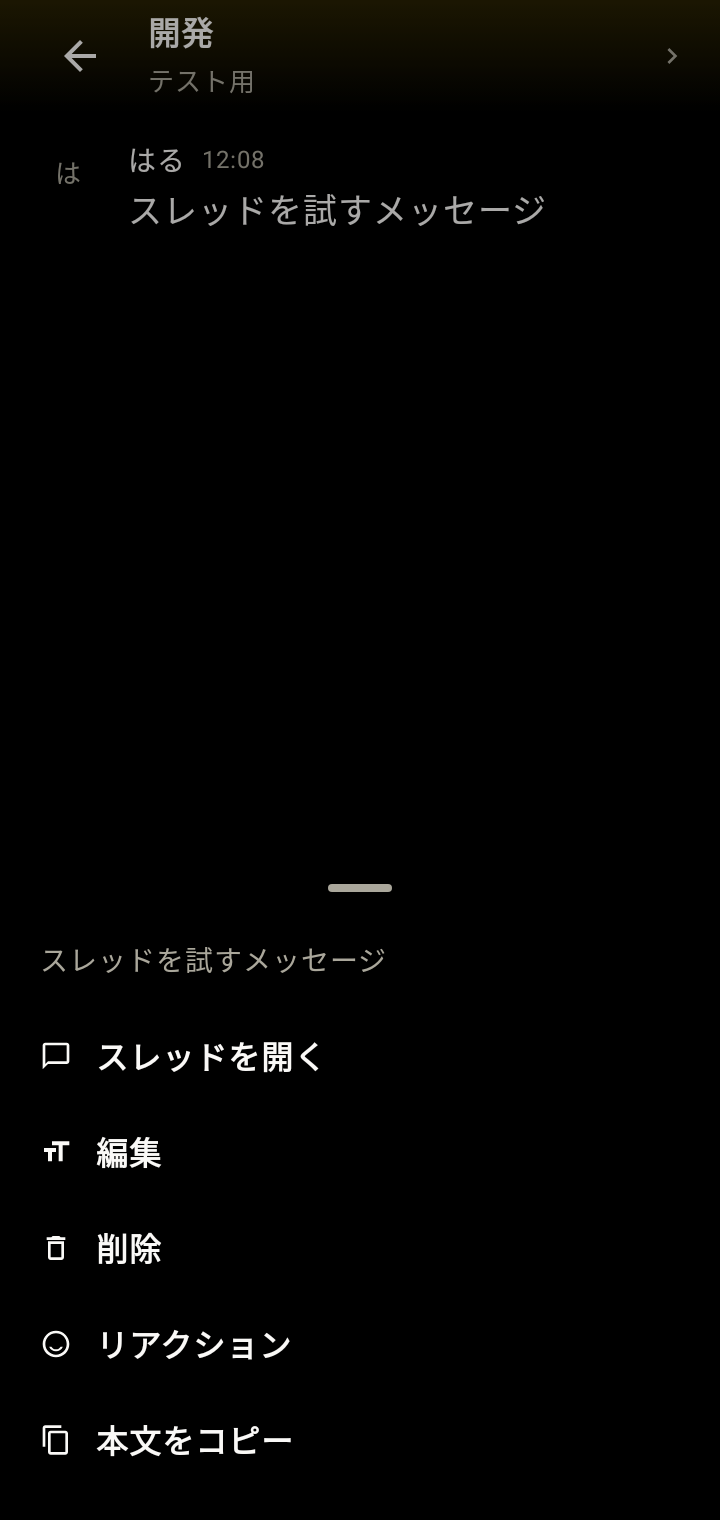 開発
テスト用
は
はる 12:08
スレッドを試すメッセージ
スレッドを試すメッセージ
スレッドを開く
編集
削除
リアクション
本文をコピー